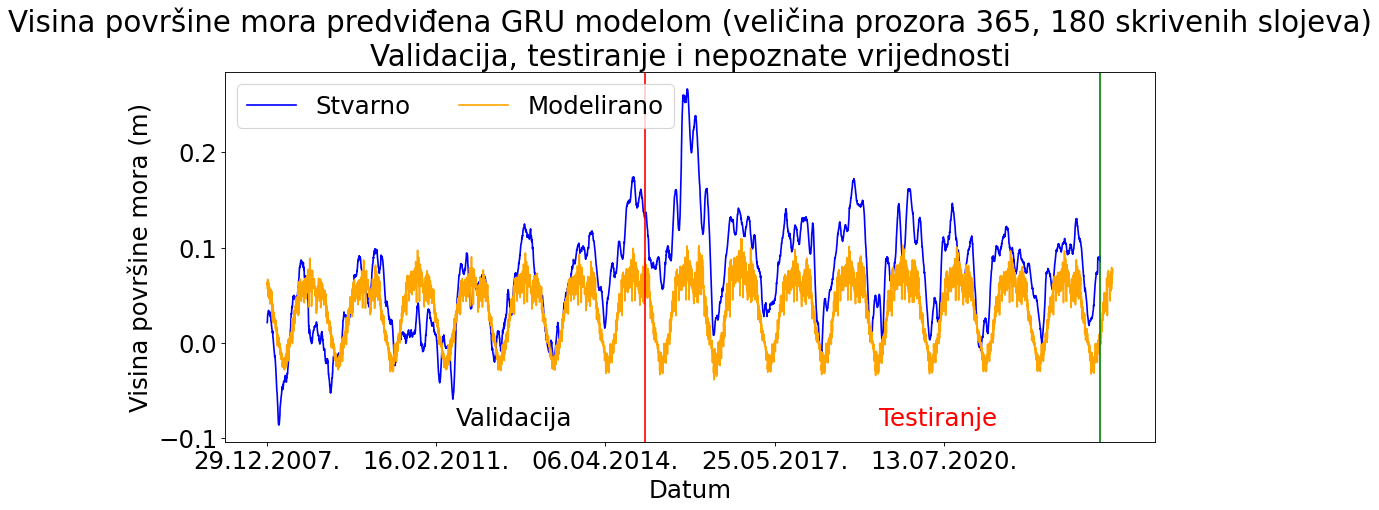 Visina površine mora predviđena GRU modelom (veličina prozora 365, 180 skrivenih slojeva)
Validacija, testiranje i nepoznate vrijednosti
Stvarno Modelirano
Visina površine mora (m)
0.2
0.1
0.0
−0.1
Validacija Testiranje
29.12.2007. 16.02.2011. 06.04.2014. 25.05.2017. 13.07.2020.
Datum